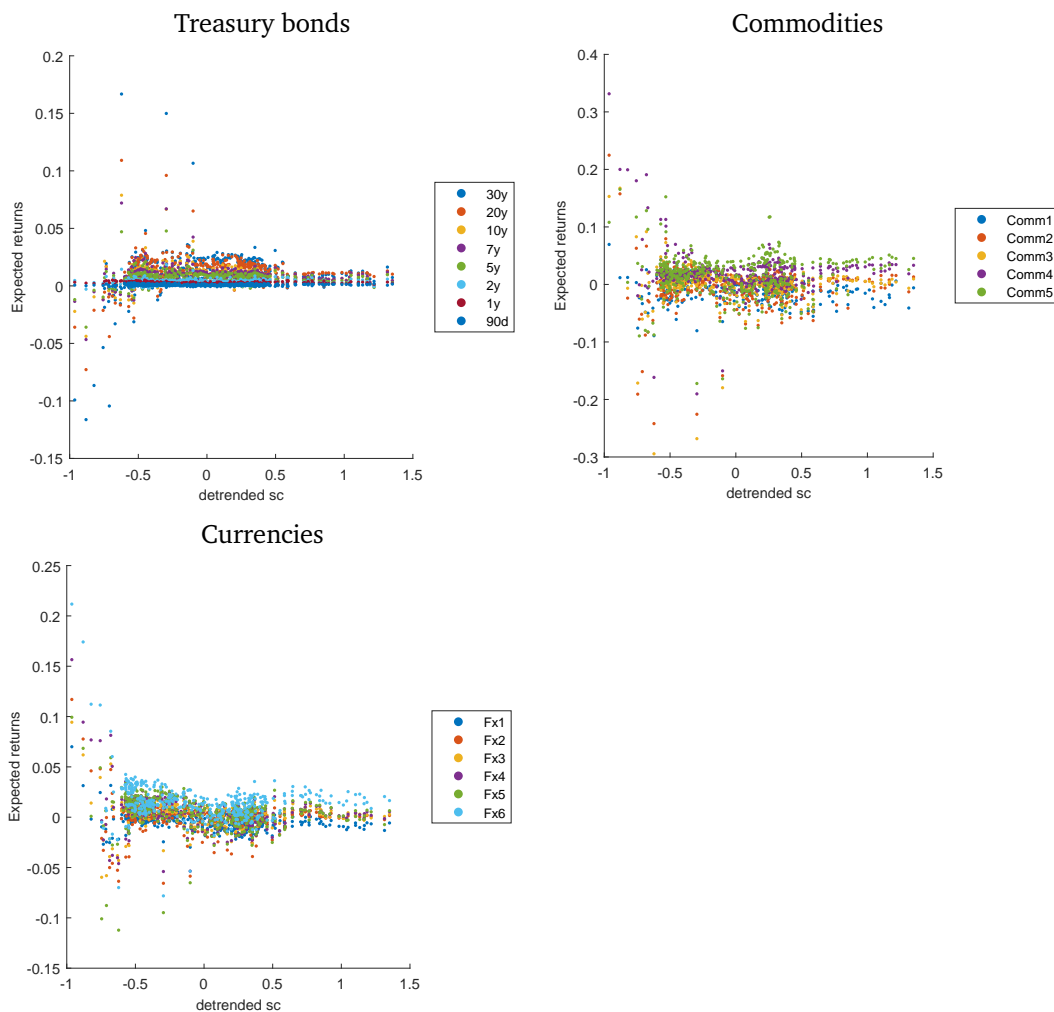 Treasury bonds
0.2
0.15
0.1
0.05
0
-0.05
-0.1
-0.15
Expected returns
-1 -0.5 0 0.5 1 1.5
detrended sc
30y
20y
10y
7y
5y
2y
1y
90d
Commodities
0.4
0.3
0.2
0.1
0
-0.1
-0.2
-0.3
Expected returns
-1 -0.5 0 0.5 1 1.5
detrended sc
Comm1
Comm2
Comm3
Comm4
Comm5
Currencies
0.25
0.2
0.15
0.1
0.05
0
-0.05
-0.1
-0.15
Expected returns
-1 -0.5 0 0.5 1 1.5
detrended sc
Fx1
Fx2
Fx3
Fx4
Fx5
Fx6